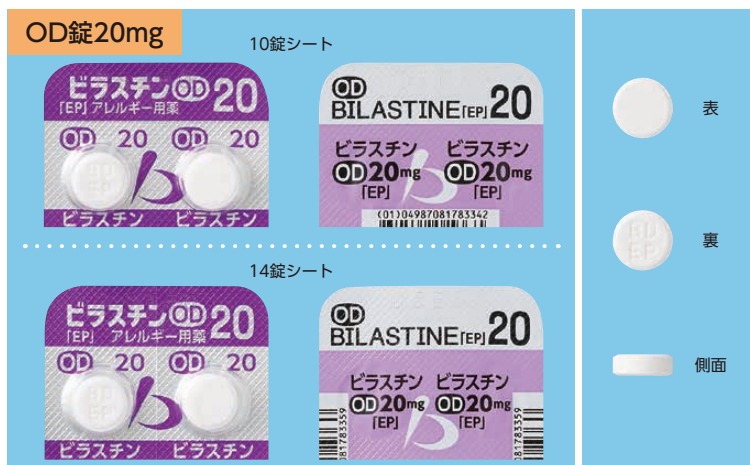 OD錠20mg
10錠シート
ビラスチンOD20
「EP」アレルギー用薬
OD 20 OD 20
ビラスチン ビラスチン
OD
BILASTINE「EP」20
ビラスチン ビラスチン
OD20mg OD20mg
「EP」 「EP」
(01)04987081783342
14錠シート
ビラスチンOD20
「EP」 アレルギー用薬
OD 20 OD 20
ビラスチン ビラスチン
OD
BILASTINE「EP」20
ビラスチン ビラスチン
OD20mg OD20mg
「EP」 「EP」
81783359
081783359
表
BD
EP
裏
側面